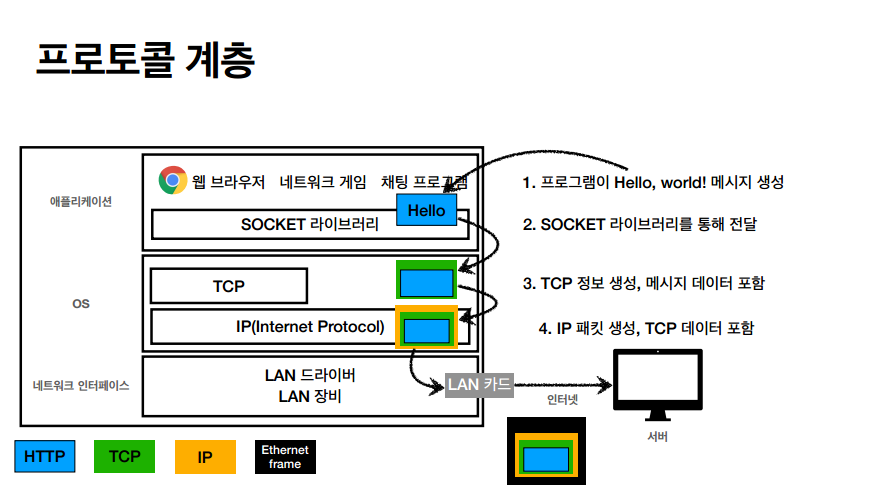 프로토콜 계층
애플리케이션
웹 브라우저 네트워크 게임 채팅 프로그램
SOCKET 라이브러리
Hello
1. 프로그램이 Hello, world! 메시지 생성
2. SOCKET 라이브러리를 통해 전달
OS
TCP
IP(Internet Protocol)
3. TCP 정보 생성, 메시지 데이터 포함
4. IP 패킷 생성, TCP 데이터 포함
네트워크 인터페이스
LAN 드라이버
LAN 장비
LAN 카드
인터넷
서버
HTTP
TCP
IP
Ethernet
frame